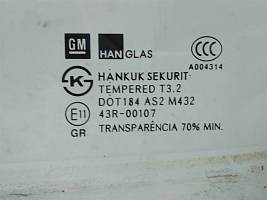 GM HANGLAS CCC
A004314
HANKUK SEKURIT
TEMPERED T3.2
DOT184 AS2 M432
E11 43R-00107
GR TRANSPARÊNCIA 70% MIN.